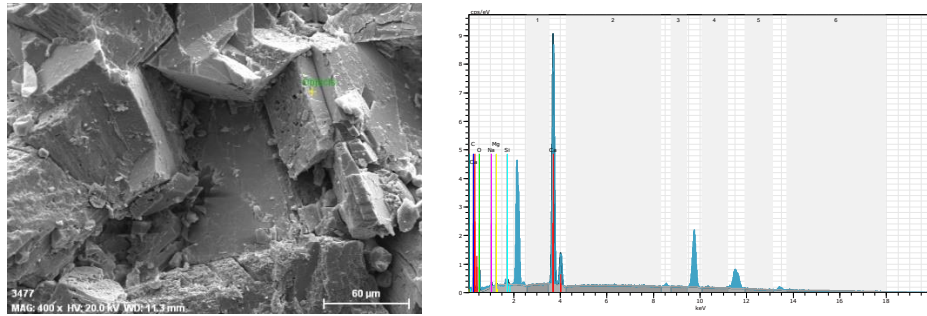 3477
MAG: 400 x HV: 20.0 kV WD: 11.3 mm
60 µm
cps/eV
1 2 3 4 5 6
9
8
7
6
5
4
3
2
1
0
C
O
Na
Mg
Si
Ca
Ca
2 4 6 8 10 12 14 16 18
keV